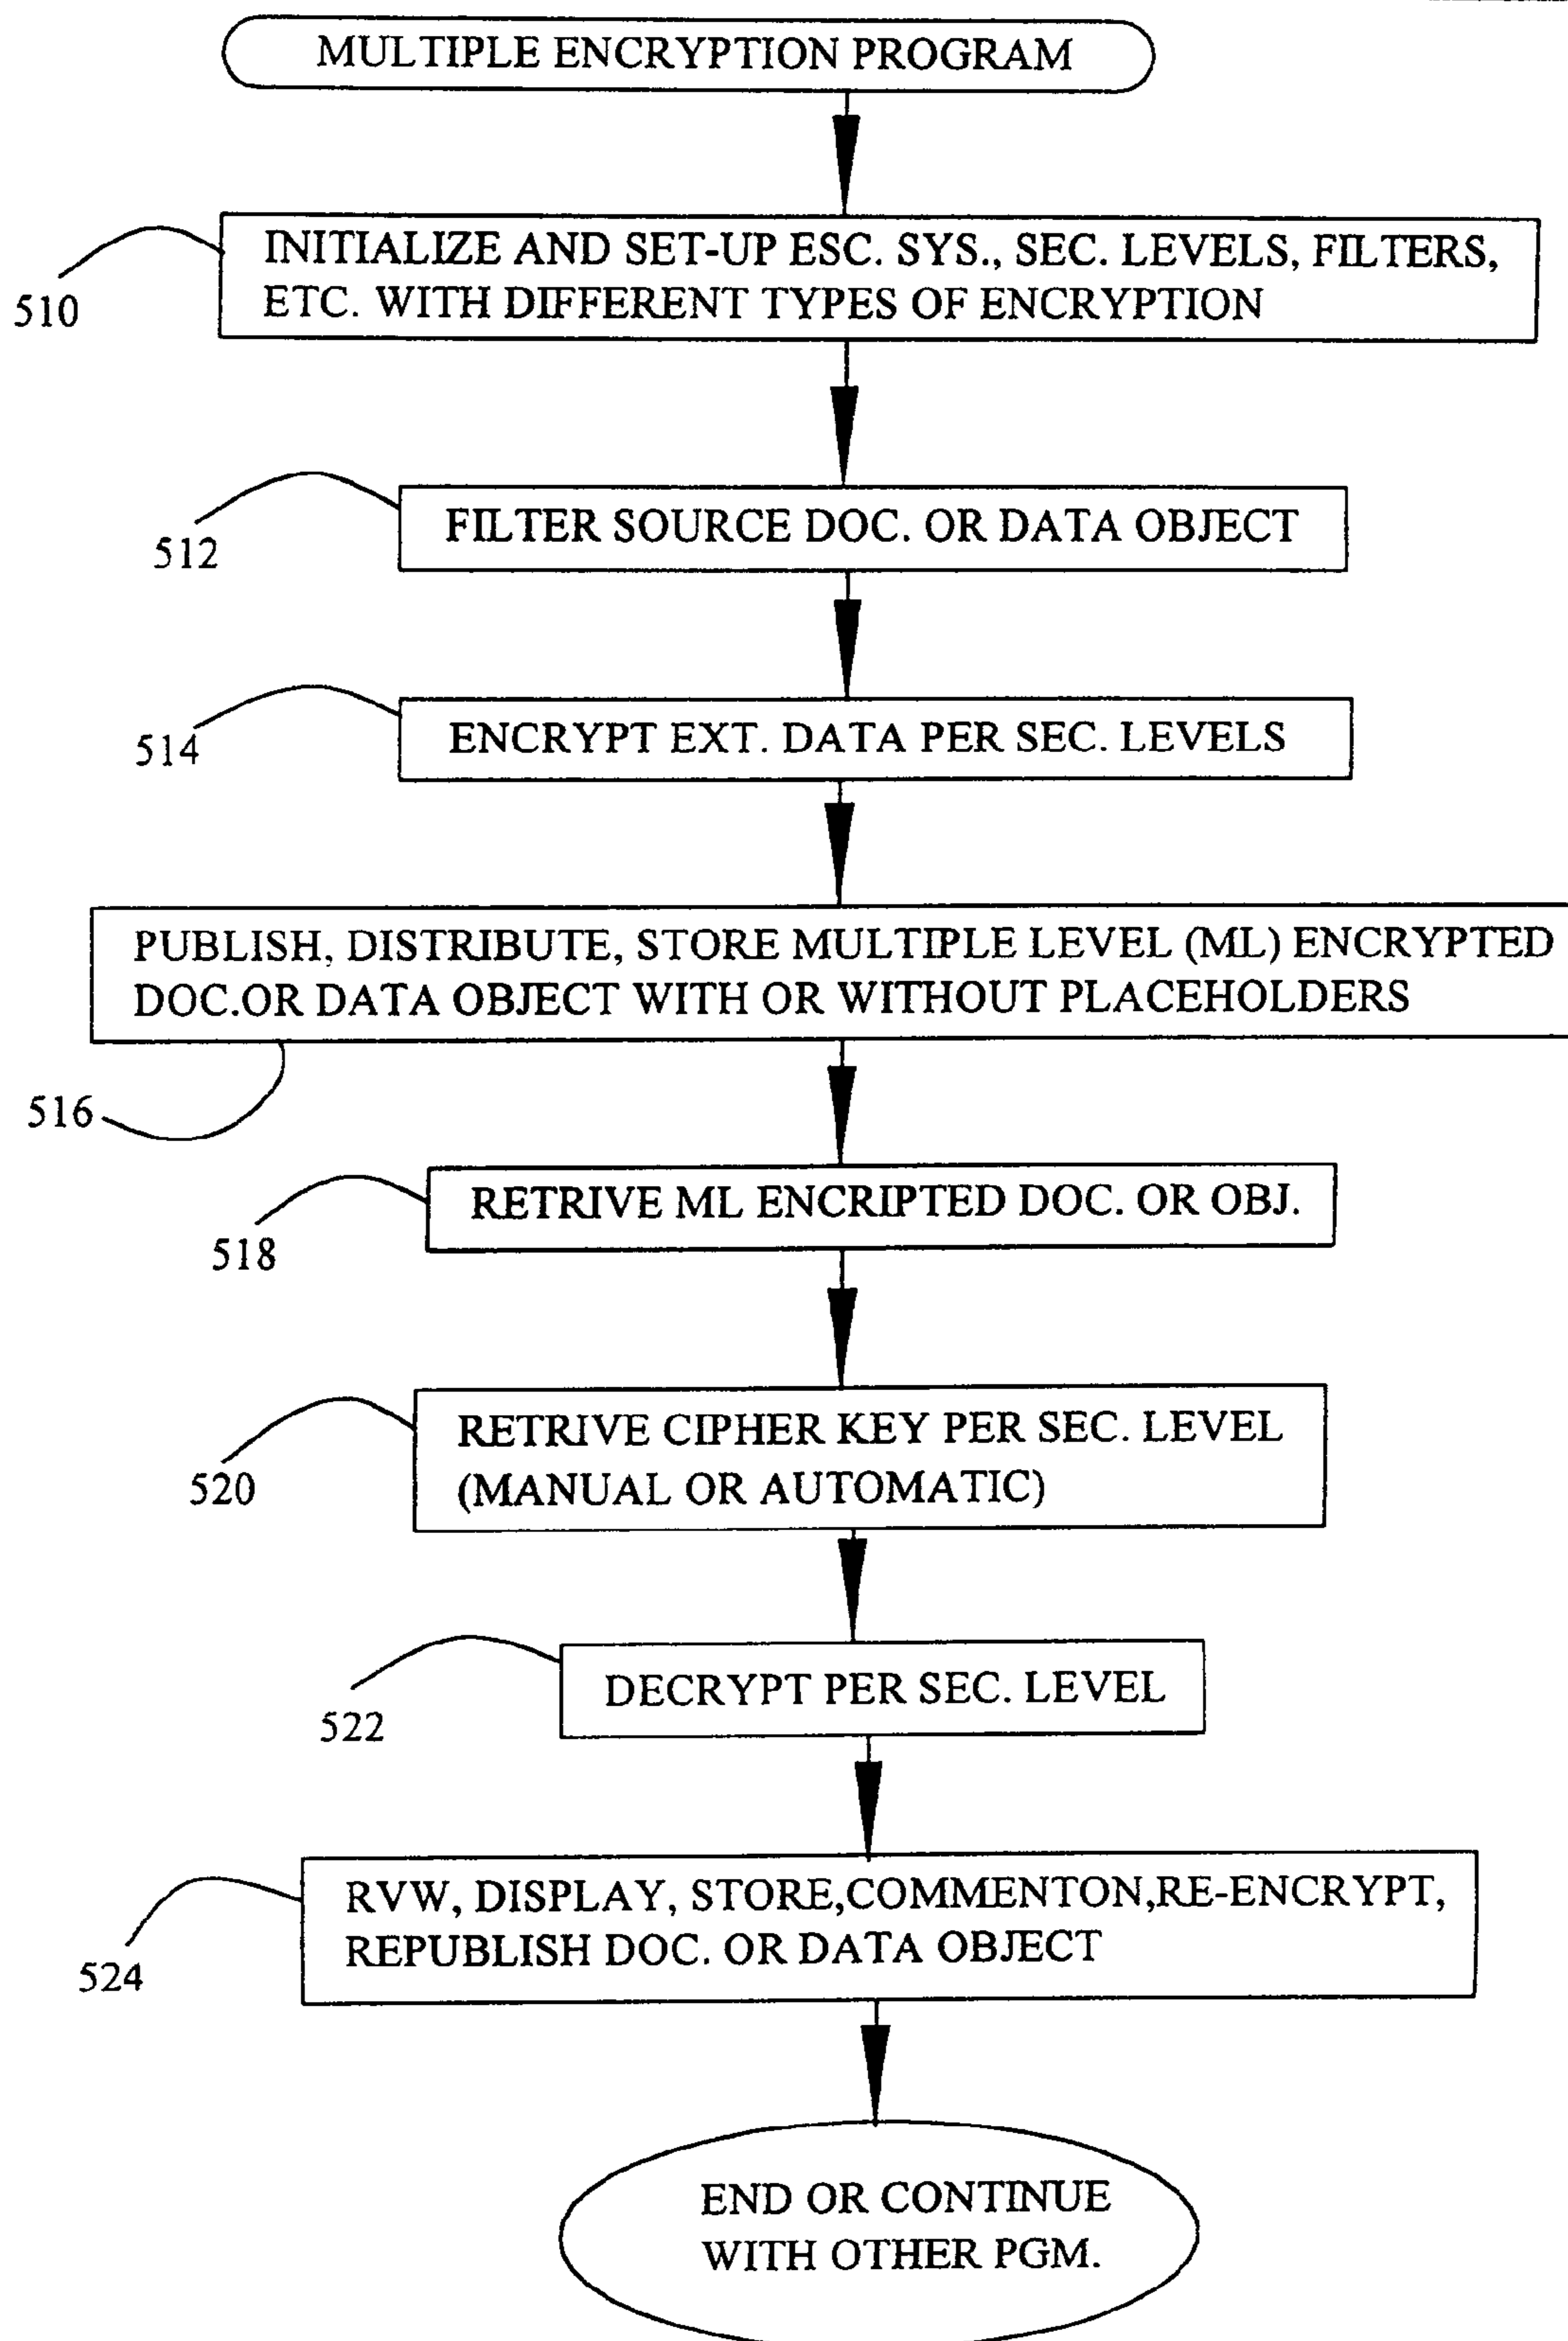 MULTIPLE ENCRYPTION PROGRAM
INITIALIZE AND SET-UP ESC. SYS., SEC. LEVELS, FILTERS,
ETC. WITH DIFFERENT TYPES OF ENCRYPTION
510
FILTER SOURCE DOC. OR DATA OBJECT
512
ENCRYPT EXT. DATA PER SEC. LEVELS
514
PUBLISH, DISTRIBUTE, STORE MULTIPLE LEVEL (ML) ENCRYPTED
DOC.OR DATA OBJECT WITH OR WITHOUT PLACEHOLDERS
516
RETRIVE ML ENCRIPTED DOC. OR OBJ.
518
RETRIVE CIPHER KEY PER SEC. LEVEL
(MANUAL OR AUTOMATIC)
520
DECRYPT PER SEC. LEVEL
522
RVW, DISPLAY, STORE,COMMENTON,RE-ENCRYPT,
REPUBLISH DOC. OR DATA OBJECT
524
END OR CONTINUE
WITH OTHER PGM.